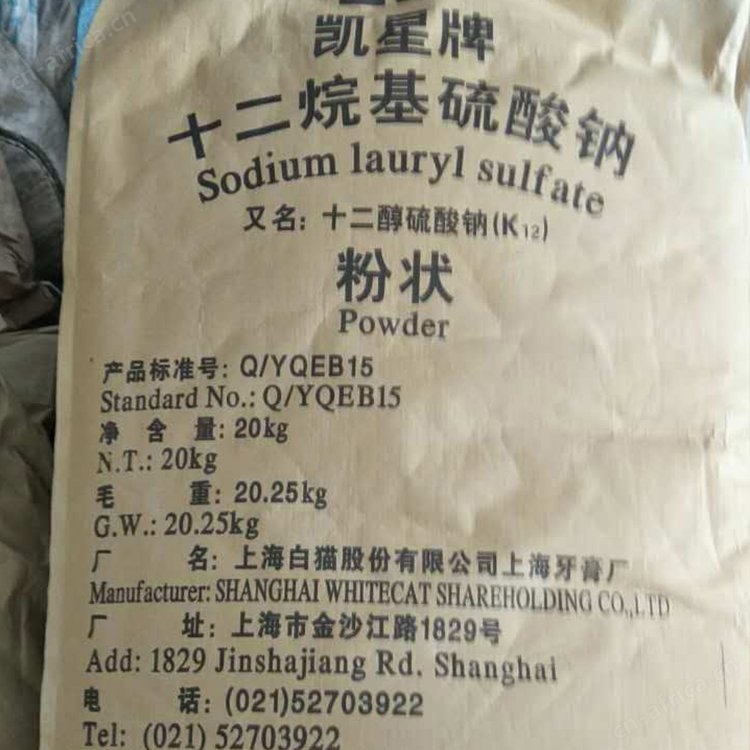 凯星牌
十二烷基硫酸钠
Sodium lauryl sulfate
又名：十二醇硫酸钠(K12)
粉状
Powder
产品标准号：Q/YQEB15
Standard No.: Q/YQEB15
净含量：20kg
N.T.: 20kg
毛重：20.25kg
G.W.: 20.25kg
厂名：上海白猫股份有限公司上海牙膏厂
Manufacturer: SHANGHAI WHITECAT SHAREHOLDING CO.,LTD
厂址：上海市金沙江路1829号
Add: 1829 Jinshajiang Rd. Shanghai
电话：(021)52703922
Tel: (021) 52703922